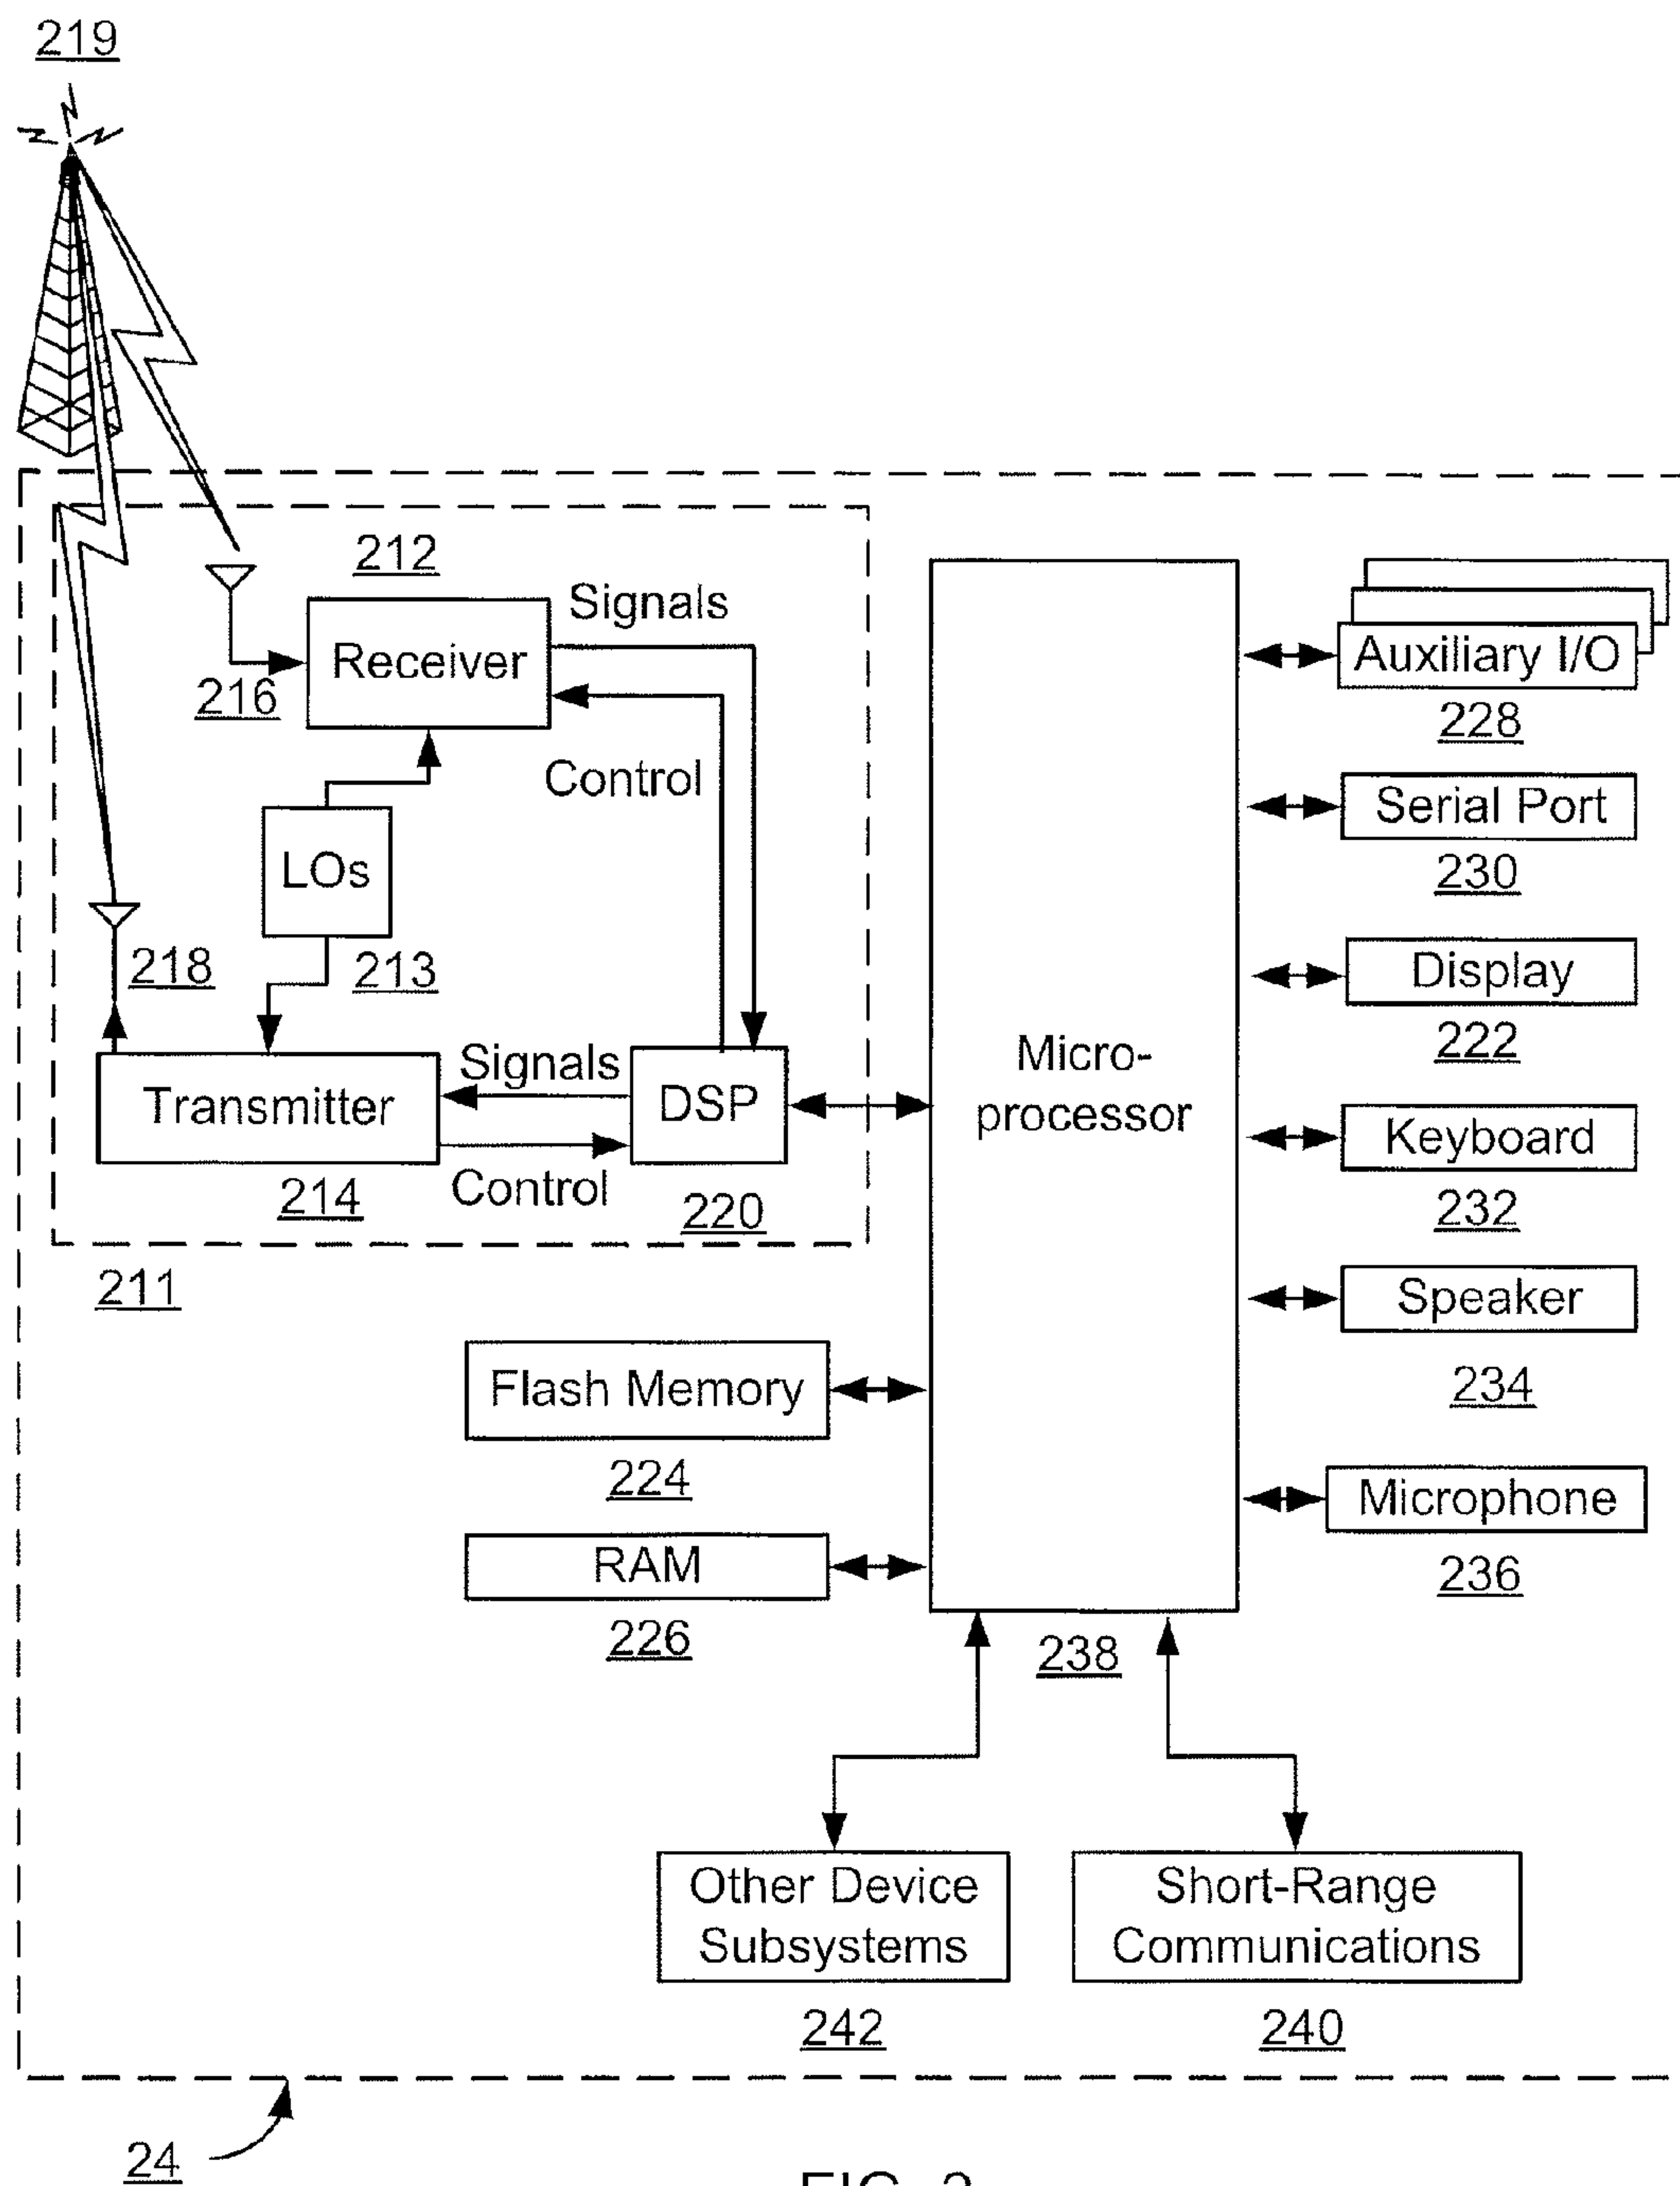 219
212
Signals
Receiver
216
Control
LOs
218
213
Signals
Transmitter
DSP
214
Control
220
211
Micro-
processor
238
Auxiliary I/O
228
Serial Port
230
Display
222
Keyboard
232
Speaker
234
Microphone
236
Flash Memory
224
RAM
226
Other Device
Subsystems
242
Short-Range
Communications
240
24